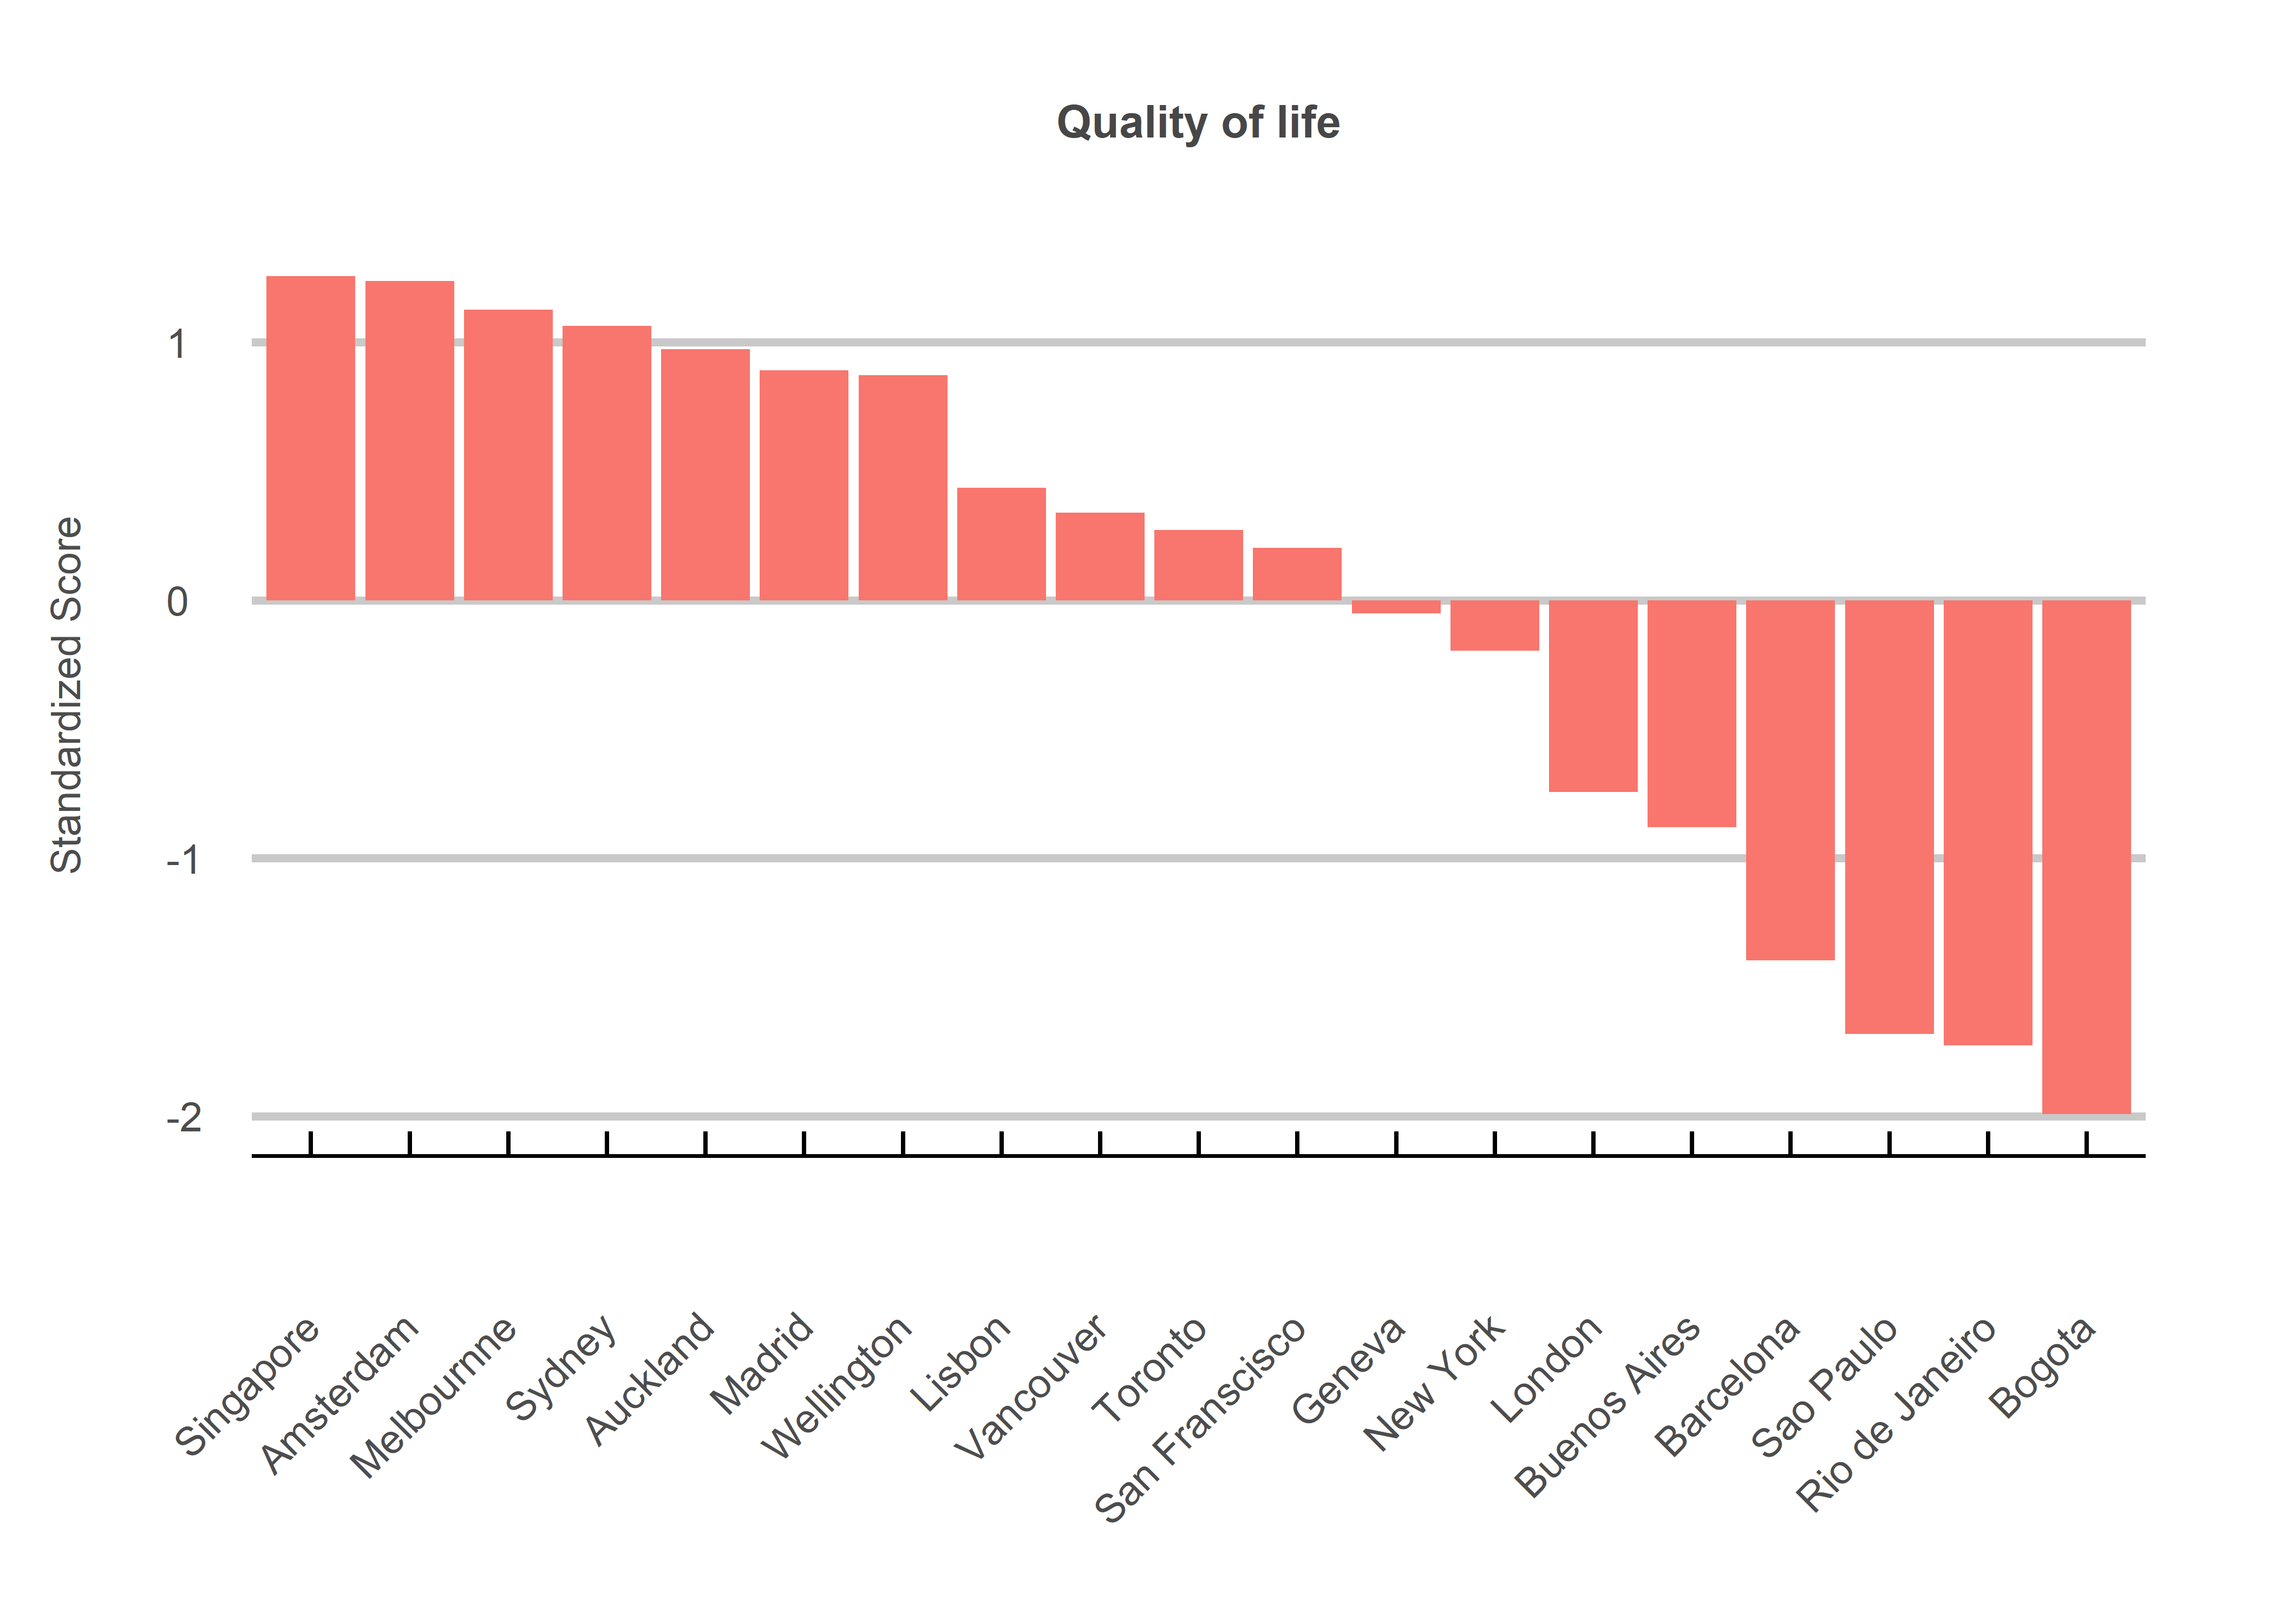 Quality of life
Standardized Score
1
0
-1
-2
Singapore
Amsterdam
Melbournne
Sydney
Auckland
Madrid
Wellington
Lisbon
Vancouver
Toronto
San Franscisco
Geneva
New York
London
Buenos Aires
Barcelona
Sao Paulo
Rio de Janeiro
Bogota